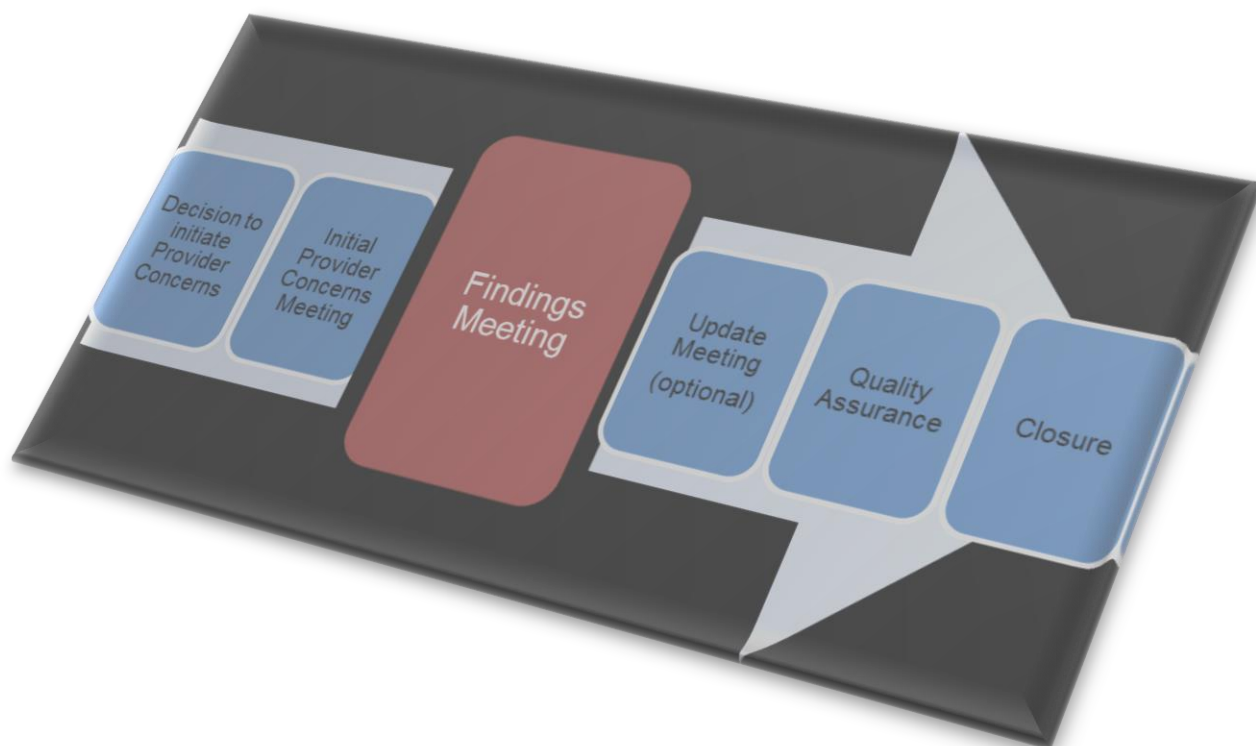 Decision to
initiate
Provider
Concerns
Initial
Provider
Concerns
Meeting
Findings
Meeting
Update
Meeting
(optional)
Quality
Assurance
Closure